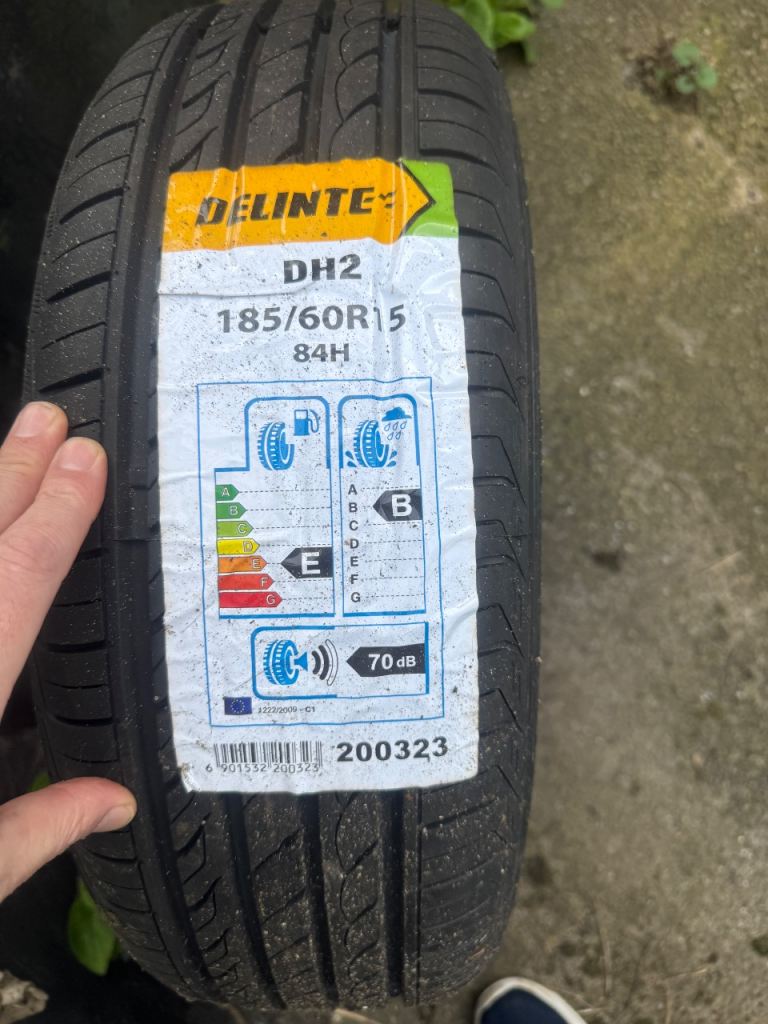 DELINTE
DH2
185/60R15
84H
A
B
C
D
E
F
G
E
A
B
C
D
E
F
G
B
70 dB
1222/2009 - C1
6 901532 200323
200323